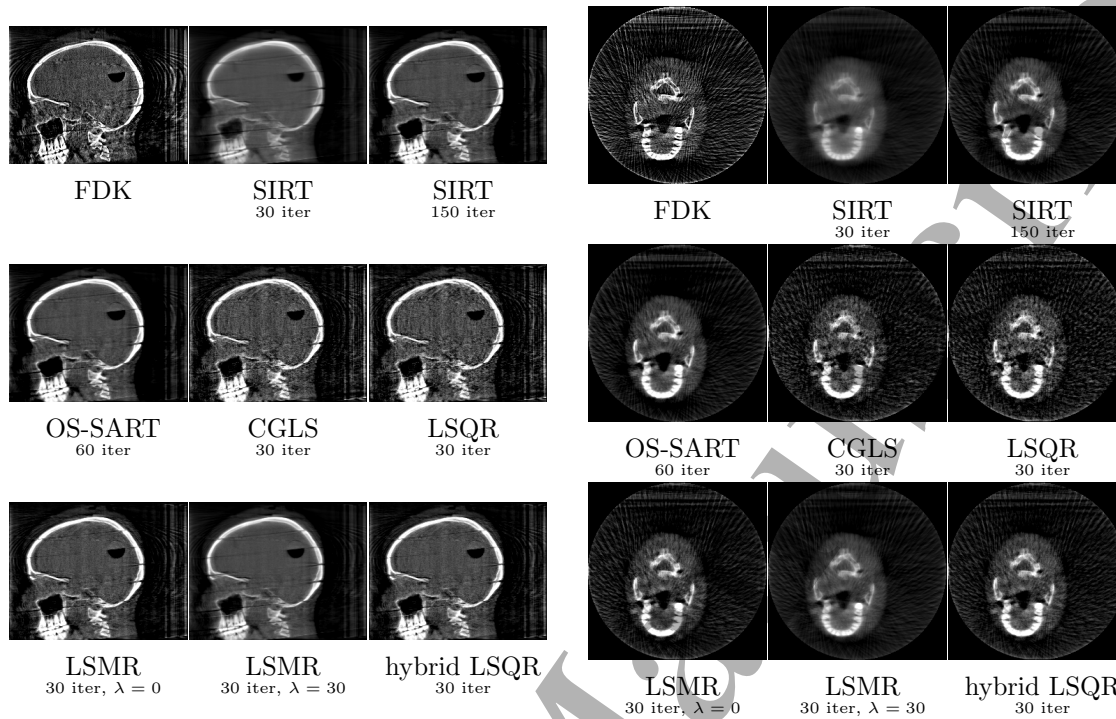 FDK
SIRT
30 iter
SIRT
150 iter
OS-SART
60 iter
CGLS
30 iter
LSQR
30 iter
LSMR
30 iter, λ = 0
LSMR
30 iter, λ = 30
hybrid LSQR
30 iter
FDK
SIRT
30 iter
SIRT
150 iter
OS-SART
60 iter
CGLS
30 iter
LSQR
30 iter
LSMR
30 iter, λ = 0
LSMR
30 iter, λ = 30
hybrid LSQR
30 iter